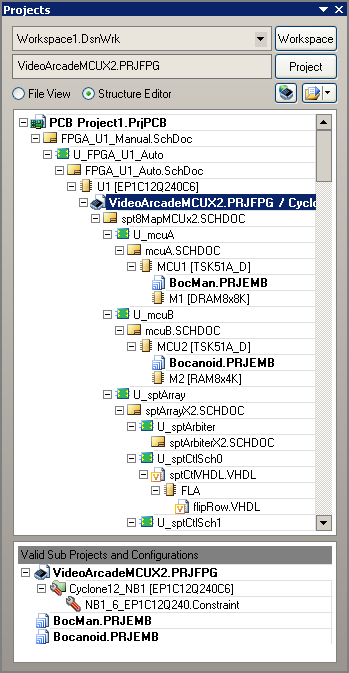 Projects
Workspace1.DsnWrk
Workspace
VideoArcadeMCUX2.PRJFPG
Project
File View
Structure Editor
PCB Project1.PrjPCB
FPGA_U1_Manual.SchDoc
U_FPGA_U1_Auto
FPGA_U1_Auto.SchDoc
U1 [EP1C12Q240C6]
VideoArcadeMCUX2.PRJFPG / Cyclo
spt8MapMCUx2.SCHDOC
U_mcuA
mcuA.SCHDOC
MCU1 [TSK51A_D]
BocMan.PRJEMB
M1 [DRAM8x8K]
U_mcuB
mcuB.SCHDOC
MCU2 [TSK51A_D]
Bocanoid.PRJEMB
M2 [RAM8x4K]
U_sptArray
sptArrayX2.SCHDOC
U_sptArbiter
sptArbiterX2.SCHDOC
U_sptCtlSch0
sptCtlVHDL.VHDL
FLA
flipRow.VHDL
U_sptCtlSch1
Valid Sub Projects and Configurations
VideoArcadeMCUX2.PRJFPG
Cyclone12_NB1 [EP1C12Q240C6]
NB1_6_EP1C12Q240.Constraint
BocMan.PRJEMB
Bocanoid.PRJEMB